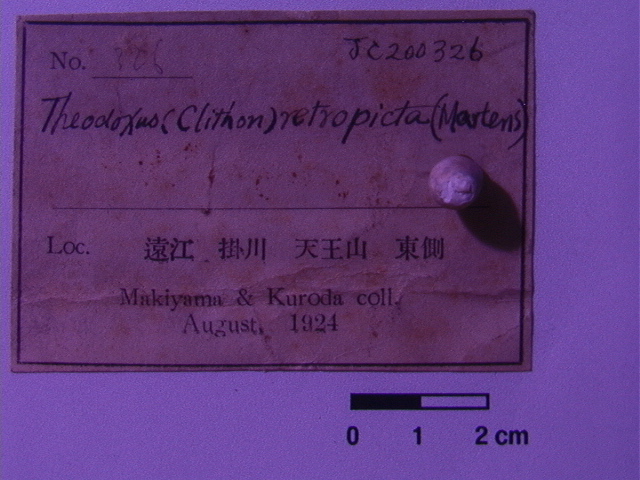 No. 306 JC200326
Theodoxus (Clithon) retropicta (Martens)
Loc. 遠江 掛川 天王山 東側
Makiyama & Kuroda coll.
August, 1924
0 1 2 cm